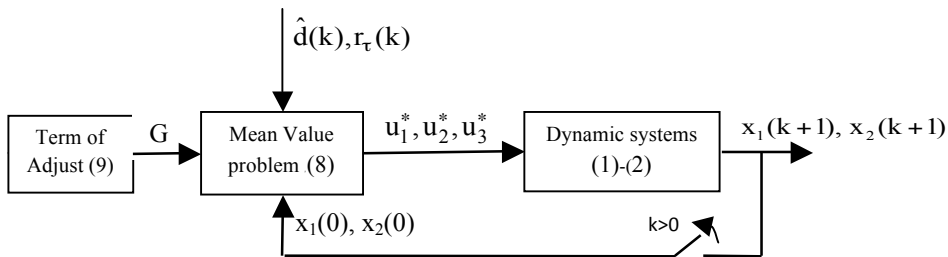 d̂(k), r_τ(k)
Term of
Adjust (9)
G
Mean Value
problem .(8)
u₁*, u₂*, u₃*
Dynamic systems
(1)-(2)
x₁(k+1), x₂(k+1)
x₁(0), x₂(0)
k>0